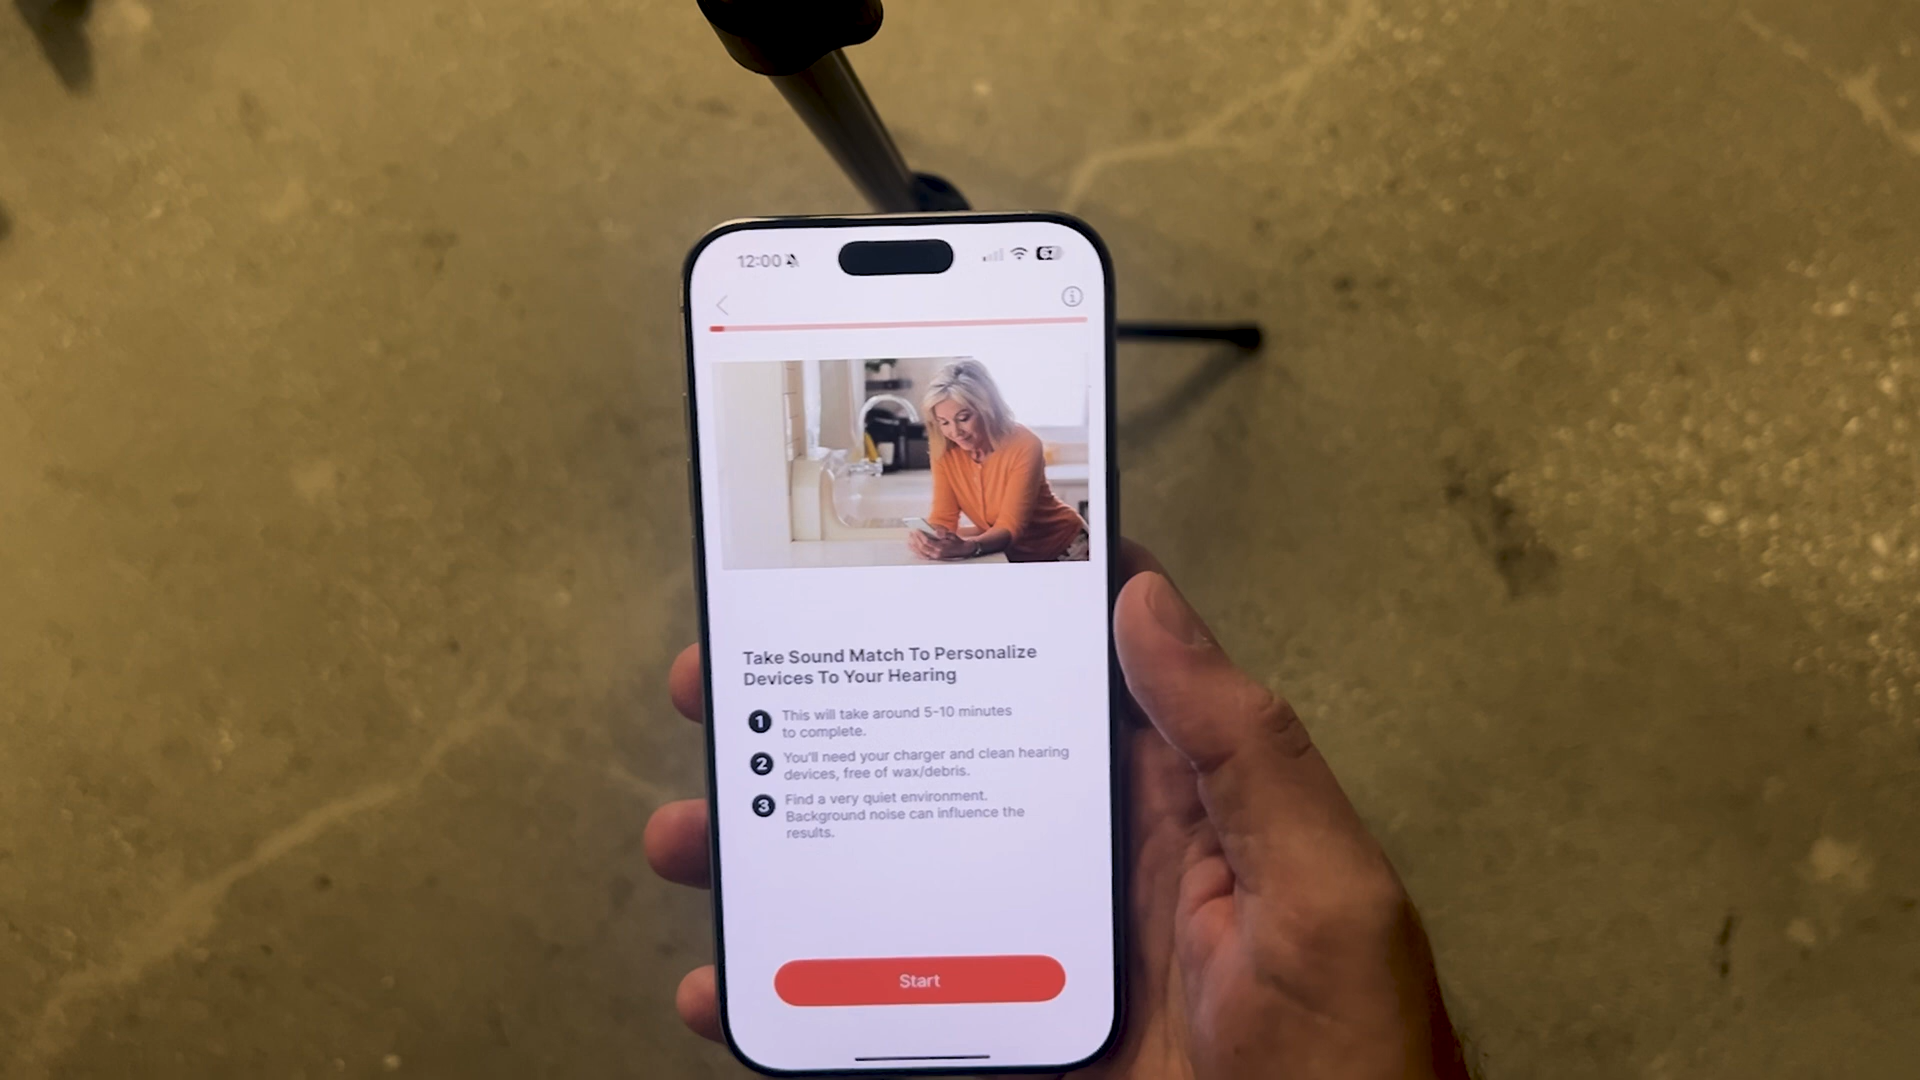 12:00
Take Sound Match To Personalize
Devices To Your Hearing
1 This will take around 5-10 minutes
to complete.
2 You'll need your charger and clean hearing
devices, free of wax/debris.
3 Find a very quiet environment.
Background noise can influence the
results.
Start